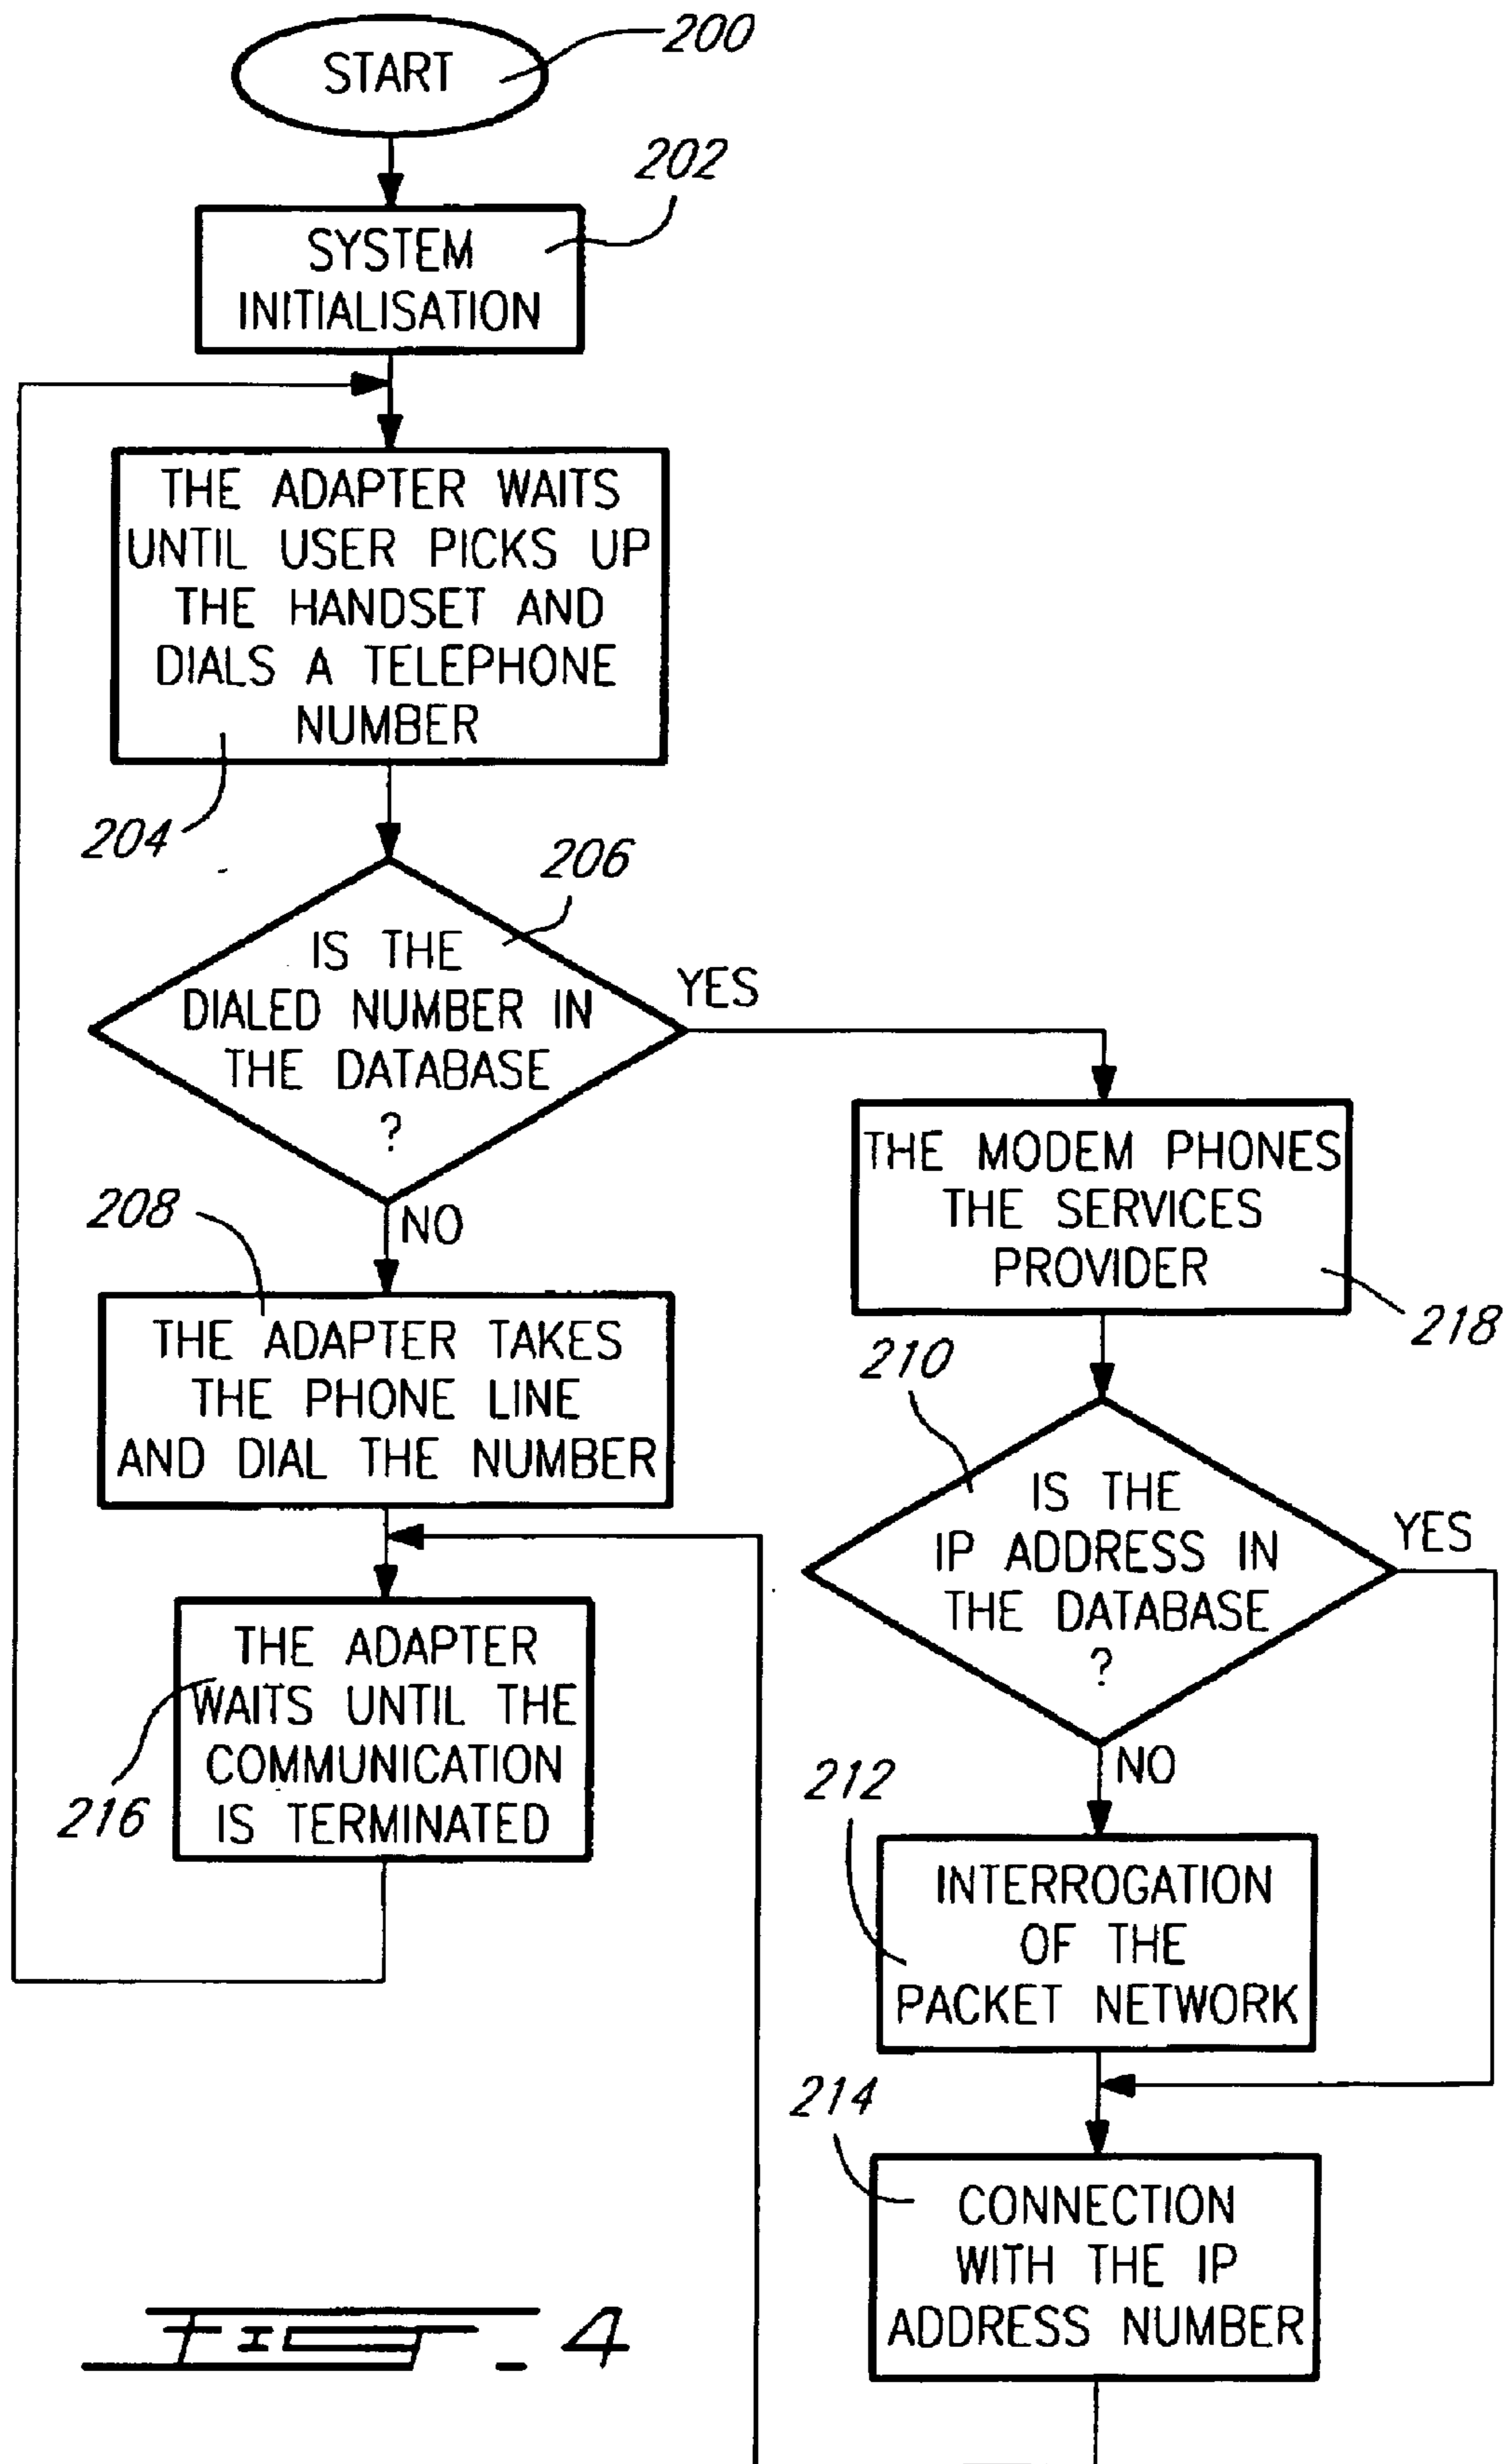 START
200
202
SYSTEM
INITIALISATION
THE ADAPTER WAITS
UNTIL USER PICKS UP
THE HANDSET AND
DIALS A TELEPHONE
NUMBER
204
206
IS THE
DIALED NUMBER IN
THE DATABASE
?
YES
NO
208
THE ADAPTER TAKES
THE PHONE LINE
AND DIAL THE NUMBER
THE ADAPTER
WAITS UNTIL THE
COMMUNICATION
IS TERMINATED
216
THE MODEM PHONES
THE SERVICES
PROVIDER
218
210
IS THE
IP ADDRESS IN
THE DATABASE
?
YES
NO
212
INTERROGATION
OF THE
PACKET NETWORK
214
CONNECTION
WITH THE IP
ADDRESS NUMBER
FIG_4